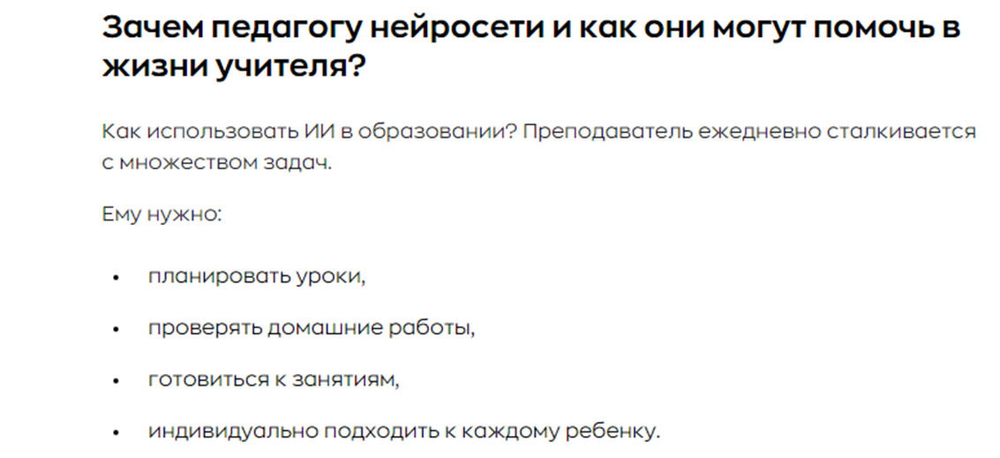 Зачем педагогу нейросети и как они могут помочь в
жизни учителя?
Как использовать ИИ в образовании? Преподаватель ежедневно сталкивается
с множеством задач.
Ему нужно:
• планировать уроки,
• проверять домашние работы,
• готовиться к занятиям,
• индивидуально подходить к каждому ребенку.